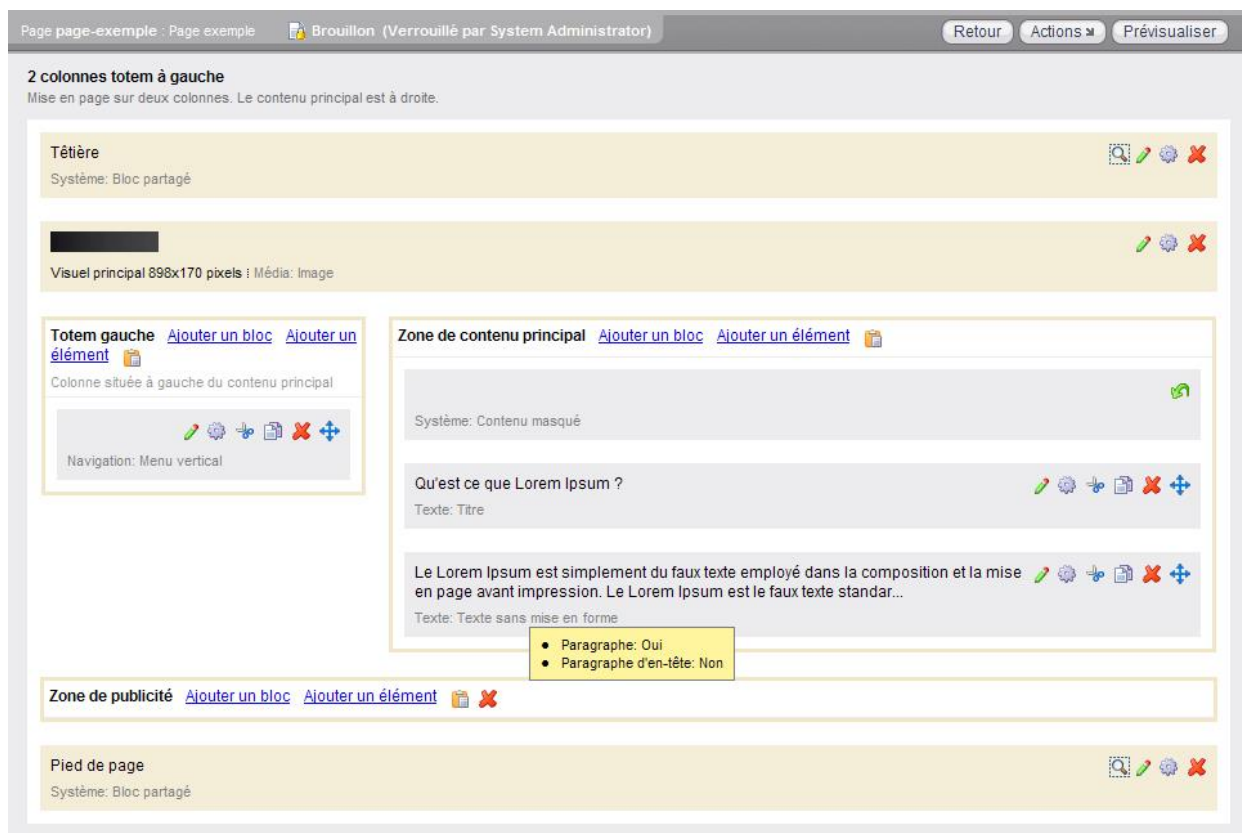 Page page-exemple : Page exemple
Brouillon (Verrouillé par System Administrator)
Retour
Actions
Prévisualiser
2 colonnes totem à gauche
Mise en page sur deux colonnes. Le contenu principal est à droite.
Têtière
Système: Bloc partagé
Visuel principal 898x170 pixels ⁞ Média: Image
Totem gauche Ajouter un bloc Ajouter un
élément
Colonne située à gauche du contenu principal
Navigation: Menu vertical
Zone de contenu principal Ajouter un bloc Ajouter un élément
Système: Contenu masqué
Qu'est ce que Lorem Ipsum ?
Texte: Titre
Le Lorem Ipsum est simplement du faux texte employé dans la composition et la mise
en page avant impression. Le Lorem Ipsum est le faux texte standar...
Texte: Texte sans mise en forme
• Paragraphe: Oui
• Paragraphe d'en-tête: Non
Zone de publicité Ajouter un bloc Ajouter un élément
Pied de page
Système: Bloc partagé